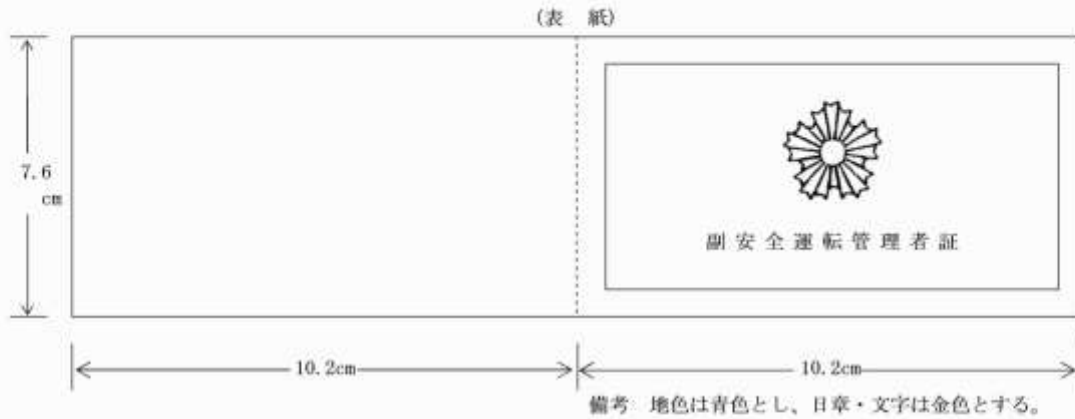 (表 紙)
7.6
cm
副安全運転管理者証
10.2cm
10.2cm
備考 地色は青色とし、日章・文字は金色とする。